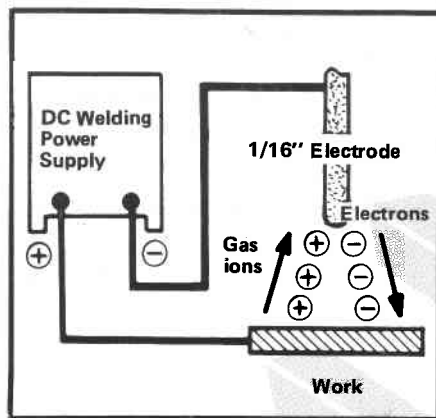 DC Welding
Power
Supply
1/16" Electrode
Electrons
Gas
ions
+ −
+ −
+ −
+ −
Work